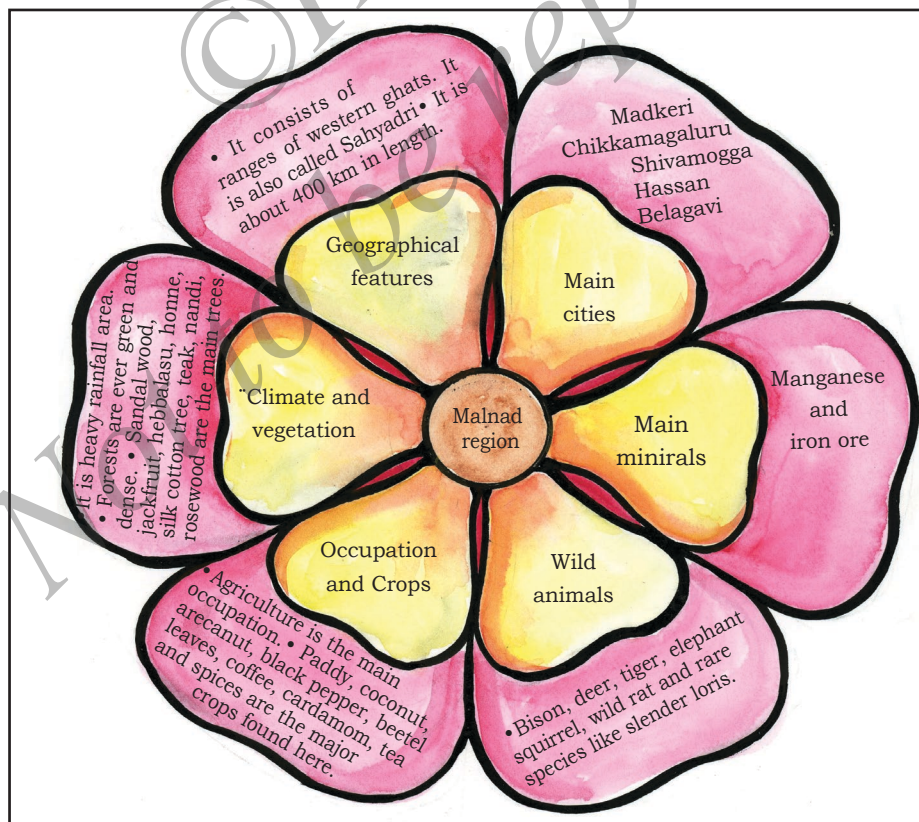 • It consists of
ranges of western ghats. It
is also called Sahyadri • It is
about 400 km in length.
Geographical
features
Madkeri
Chikkamagaluru
Shivamogga
Hassan
Belagavi
Main
cities
Manganese
and
iron ore
Main
minirals
Malnad
region
It is heavy rainfall area.
• Forests are ever green and
dense. • Sandal wood,
jackfruit, hebbalasu, honne,
silk cotton tree, teak, nandi,
rosewood are the main trees.
Climate and
vegetation
Occupation
and Crops
• Agriculture is the main
occupation. • Paddy, coconut,
arecanut, black pepper, beetel
leaves, coffee, cardamom, tea
and spices are the major
crops found here.
Wild
animals
• Bison, deer, tiger, elephant
squirrel, wild rat and rare
species like slender loris.
Not to be rep